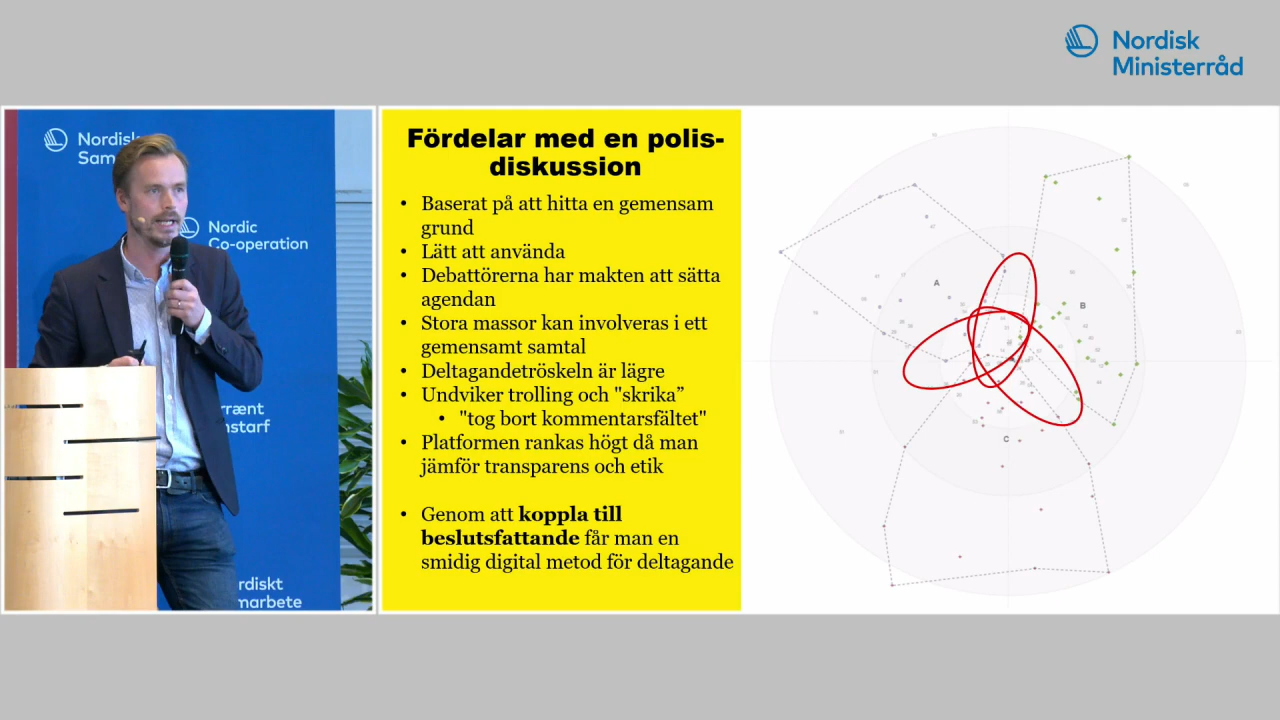 Nordisk
Ministerråd
Nordisk
Sam
Nordic
Co-operation
rrænt
nstarf
rdiskt
marbete
Fördelar med en polis-
diskussion
• Baserat på att hitta en gemensam
grund
• Lätt att använda
• Debattörerna har makten att sätta
agendan
• Stora massor kan involveras i ett
gemensamt samtal
• Deltagandetröskeln är lägre
• Undviker trolling och "skrika”
• "tog bort kommentarsfältet"
• Platformen rankas högt då man
jämför transparens och etik
• Genom att koppla till
beslutsfattande får man en
smidig digital metod för deltagande
A
B
C